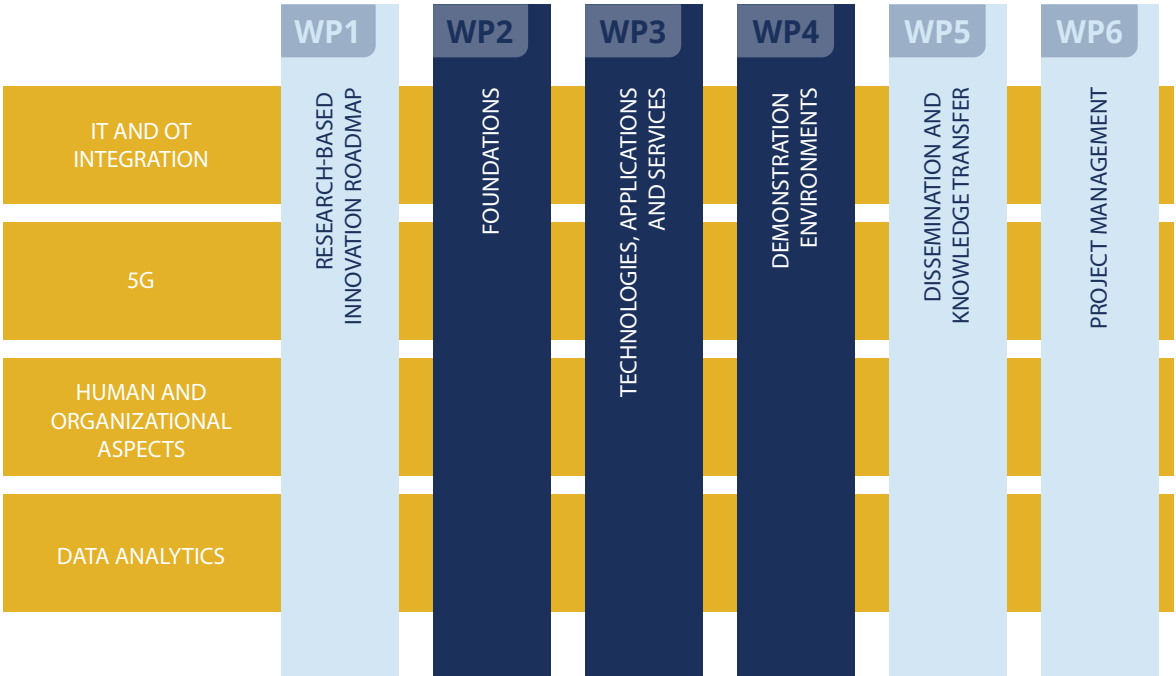 WP1
WP2
WP3
WP4
WP5
WP6
RESEARCH-BASED
INNOVATION ROADMAP
FOUNDATIONS
TECHNOLOGIES, APPLICATIONS
AND SERVICES
DEMONSTRATION
ENVIRONMENTS
DISSEMINATION AND
KNOWLEDGE TRANSFER
PROJECT MANAGEMENT
IT AND OT
INTEGRATION
5G
HUMAN AND
ORGANIZATIONAL
ASPECTS
DATA ANALYTICS